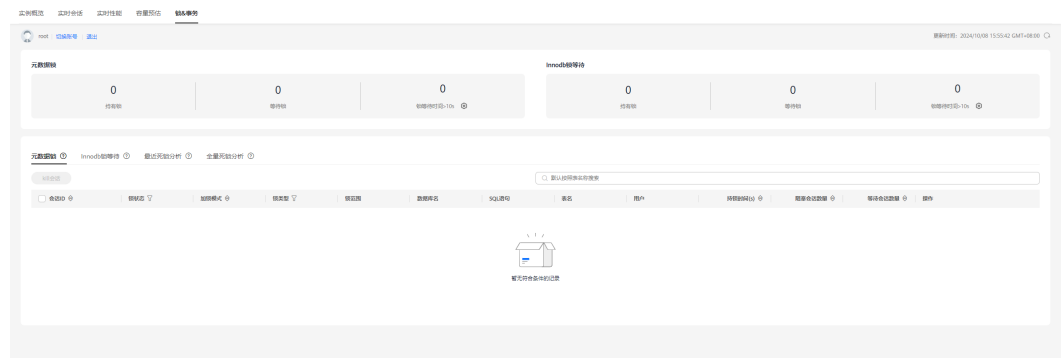 实例概览 实时会话 实时性能 容量预估 锁&事务
root 切换账号 退出 更新时间：2024/10/08 15:55:42 GMT+08:00
元数据锁 Innodb锁等待
0 0 0 0 0 0
持有锁 等待锁 锁等待时间>10s 持有锁 等待锁 锁等待时间>10s
元数据锁 Innodb锁等待 最近死锁分析 全量死锁分析
默认按照表名称搜索
会话ID 锁状态 加锁模式 锁类型 锁范围 数据库名 SQL语句 表名 用户 持锁时间(s) 阻塞会话数量 等待会话数量 操作
暂无符合条件的记录